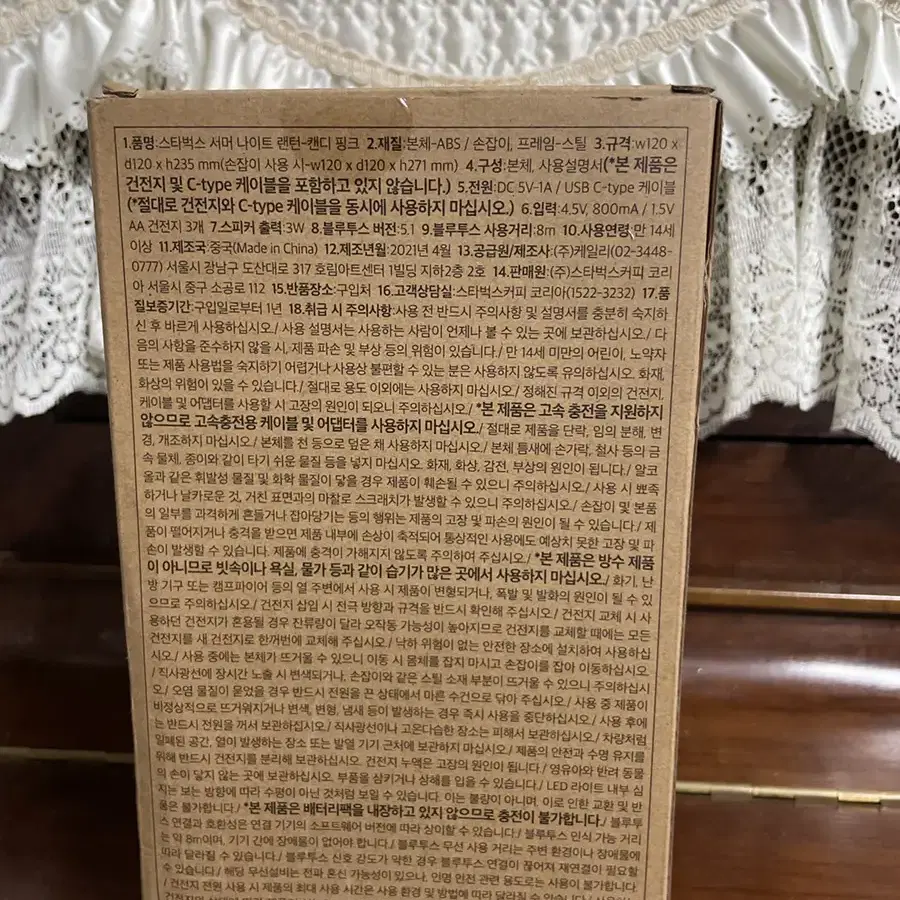 1.품명:스타벅스 서머 나이트 랜턴-캔디 핑크 2.재질:본체-ABS / 손잡이, 프레임-스틸 3.규격:w120 x
d120 x h235 mm(손잡이 사용 시-w120 x d120 x h271 mm) 4.구성:본체, 사용설명서(*본 제품은
건전지 및 C-type 케이블을 포함하고 있지 않습니다.) 5.전원:DC 5V-1A / USB C-type 케이블
(*절대로 건전지와 C-type 케이블을 동시에 사용하지 마십시오.) 6.입력:4.5V, 800mA / 1.5V
AA 건전지 3개 7.스피커 출력:3W 8.블루투스 버전:5.1 9.블루투스 사용거리:8m 10.사용연령:만 14세
이상 11.제조국:중국(Made in China) 12.제조년월:2021년 4월 13.공급원/제조사:(주)케일리(02-3448-
0777) 서울시 강남구 도산대로 317 호림아트센터 1빌딩 지하2층 2호 14.판매원:(주)스타벅스커피 코리
아 서울시 중구 소공로 112 15.반품장소:구입처 16.고객상담실:스타벅스커피 코리아(1522-3232) 17.품
질보증기간:구입일로부터 1년 18.취급 시 주의사항:사용 전 반드시 주의사항 및 설명서를 충분히 숙지하
신 후 바르게 사용하십시오./ 사용 설명서는 사용하는 사람이 언제나 볼 수 있는 곳에 보관하십시오./ 다
음의 사항을 준수하지 않을 시, 제품 파손 및 부상 등의 위험이 있습니다./ 만 14세 미만의 어린이, 노약자
또는 제품 사용법을 숙지하기 어렵거나 사용상 불편할 수 있는 분은 사용하지 않도록 유의하십시오. 화재,
화상의 위험이 있을 수 있습니다./ 절대로 용도 이외에는 사용하지 마십시오./ 정해진 규격 이외의 건전지,
케이블 및 어댑터를 사용할 시 고장의 원인이 되오니 주의하십시오./ *본 제품은 고속 충전을 지원하지
않으므로 고속충전용 케이블 및 어댑터를 사용하지 마십시오./ 절대로 제품을 단락, 임의 분해, 변
경, 개조하지 마십시오./ 본체를 천 등으로 덮은 채 사용하지 마십시오./ 본체 틈새에 손가락, 철사 등의 금
속 물체, 종이와 같이 타기 쉬운 물질 등을 넣지 마십시오. 화재, 화상, 감전, 부상의 원인이 됩니다./ 알코
올과 같은 휘발성 물질 및 화학 물질이 닿을 경우 제품이 훼손될 수 있으니 주의하십시오./ 사용 시 뾰족
하거나 날카로운 것, 거친 표면과의 마찰로 스크래치가 발생할 수 있으니 주의하십시오./ 손잡이 및 본품
의 일부를 과격하게 흔들거나 잡아당기는 등의 행위는 제품의 고장 및 파손의 원인이 될 수 있습니다./ 제
품이 떨어지거나 충격을 받으면 제품 내부에 손상이 축적되어 통상적인 사용에도 예상치 못한 고장 및 파
손이 발생할 수 있습니다. 제품에 충격이 가해지지 않도록 주의하여 주십시오./ *본 제품은 방수 제품
이 아니므로 빗속이나 욕실, 물가 등과 같이 습기가 많은 곳에서 사용하지 마십시오./ 화기, 난
방 기구 또는 캠프파이어 등의 열 주변에서 사용 시 제품이 변형되거나, 폭발 및 발화의 원인이 될 수 있
으므로 주의하십시오./ 건전지 삽입 시 전극 방향과 규격을 반드시 확인해 주십시오./ 건전지 교체 시 사
용하던 건전지가 혼용될 경우 잔류량이 달라 오작동 가능성이 높아지므로 건전지를 교체할 때에는 모든
건전지를 새 건전지로 한꺼번에 교체해 주십시오./ 낙하 위험이 없는 안전한 장소에 설치하여 사용하십
시오./ 사용 중에는 본체가 뜨거울 수 있으니 이동 시 몸체를 잡지 마시고 손잡이를 잡아 이동하십시오.
/ 직사광선에 장시간 노출 시 변색되거나, 손잡이와 같은 스틸 소재 부분이 뜨거울 수 있으니 주의하십시
오./ 오염 물질이 묻었을 경우 반드시 전원을 끈 상태에서 마른 수건으로 닦아 주십시오./ 사용 중 제품이
비정상적으로 뜨거워지거나 변색, 변형, 냄새 등이 발생하는 경우 즉시 사용을 중단하십시오./ 사용 후에
는 반드시 전원을 꺼서 보관하십시오./ 직사광선이나 고온다습한 장소는 피해서 보관하십시오./ 차량처럼
밀폐된 공간, 열이 발생하는 장소 또는 발열 기기 근처에 보관하지 마십시오./ 제품의 안전과 수명 유지를
위해 반드시 건전지를 분리해 보관하십시오. 건전지 누액은 고장의 원인이 됩니다./ 영유아와 반려 동물
의 손이 닿지 않는 곳에 보관하십시오. 부품을 삼키거나 상해를 입을 수 있습니다./ LED 라이트 내부 심
지는 보는 방향에 따라 수평이 아닌 것처럼 보일 수 있습니다. 이는 불량이 아니며, 이로 인한 교환 및 반
품은 불가합니다./ *본 제품은 배터리팩을 내장하고 있지 않으므로 충전이 불가합니다./ 블루투
스 연결과 호환성은 연결 기기의 소프트웨어 버전에 따라 상이할 수 있습니다./ 블루투스 인식 가능 거리
는 약 8m이며, 기기 간에 장애물이 없어야 합니다./ 블루투스 무선 사용 거리는 주변 환경이나 장애물에
따라 달라질 수 있습니다./ 블루투스 신호 강도가 약한 경우 블루투스 연결이 끊어져 재연결이 필요할
수 있습니다./ 해당 무선설비는 전파 혼신 가능성이 있으나, 인명 안전 관련 용도로는 사용이 불가합니다.
/ 건전지 전원 사용 시 제품의 최대 사용 시간은 사용 환경 및 방법에 따라 달라질 수 있습니다./